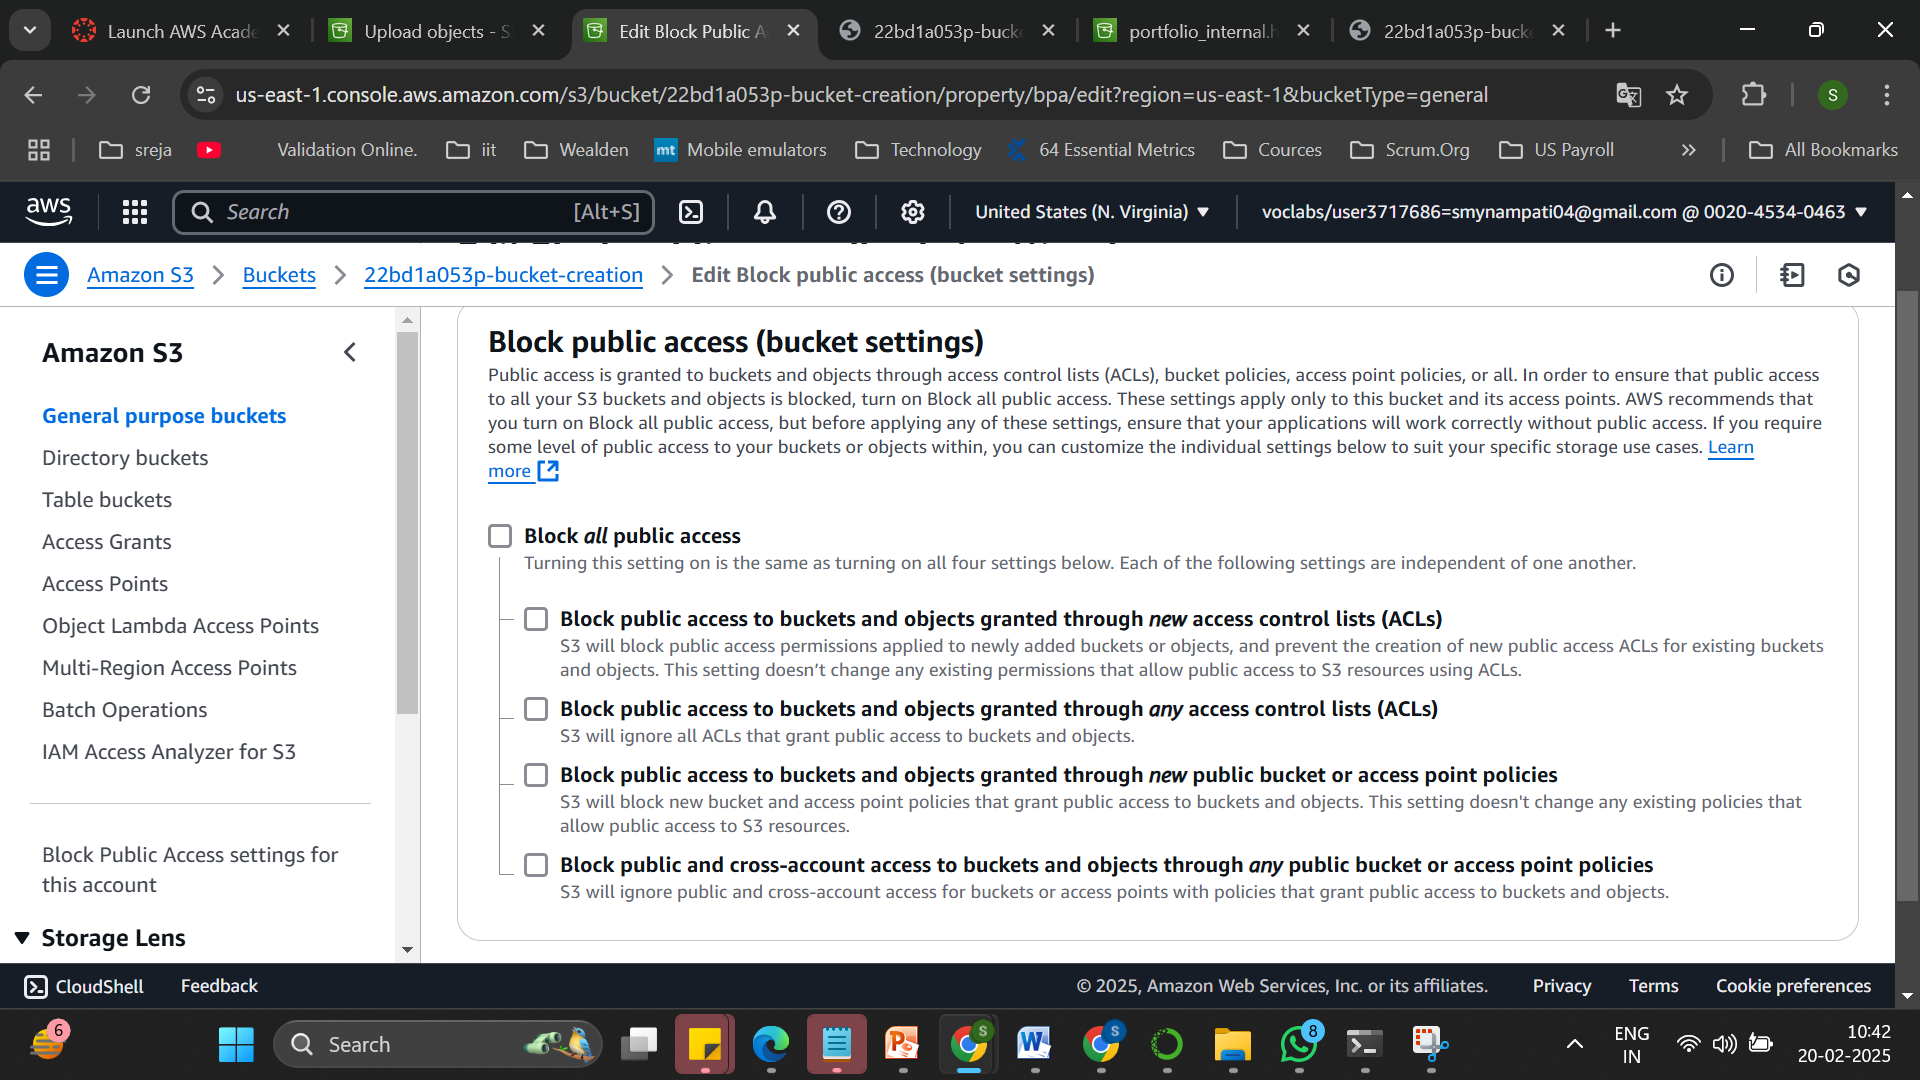 Launch AWS Acade
Upload objects - S
Edit Block Public A
22bd1a053p-bucke
portfolio_internal.h
22bd1a053p-bucke
us-east-1.console.aws.amazon.com/s3/bucket/22bd1a053p-bucket-creation/property/bpa/edit?region=us-east-1&bucketType=general
S
sreja
Validation Online.
iit
Wealden
mt
Mobile emulators
Technology
64 Essential Metrics
Cources
Scrum.Org
US Payroll
All Bookmarks
aws
Search
[Alt+S]
United States (N. Virginia)
voclabs/user3717686=smynampati04@gmail.com @ 0020-4534-0463
Amazon S3
Buckets
22bd1a053p-bucket-creation
Edit Block public access (bucket settings)
Amazon S3
General purpose buckets
Directory buckets
Table buckets
Access Grants
Access Points
Object Lambda Access Points
Multi-Region Access Points
Batch Operations
IAM Access Analyzer for S3
Block Public Access settings for
this account
Storage Lens
Block public access (bucket settings)
Public access is granted to buckets and objects through access control lists (ACLs), bucket policies, access point policies, or all. In order to ensure that public access
to all your S3 buckets and objects is blocked, turn on Block all public access. These settings apply only to this bucket and its access points. AWS recommends that
you turn on Block all public access, but before applying any of these settings, ensure that your applications will work correctly without public access. If you require
some level of public access to your buckets or objects within, you can customize the individual settings below to suit your specific storage use cases. Learn
more
Block all public access
Turning this setting on is the same as turning on all four settings below. Each of the following settings are independent of one another.
Block public access to buckets and objects granted through new access control lists (ACLs)
S3 will block public access permissions applied to newly added buckets or objects, and prevent the creation of new public access ACLs for existing buckets
and objects. This setting doesn't change any existing permissions that allow public access to S3 resources using ACLs.
Block public access to buckets and objects granted through any access control lists (ACLs)
S3 will ignore all ACLs that grant public access to buckets and objects.
Block public access to buckets and objects granted through new public bucket or access point policies
S3 will block new bucket and access point policies that grant public access to buckets and objects. This setting doesn't change any existing policies that
allow public access to S3 resources.
Block public and cross-account access to buckets and objects through any public bucket or access point policies
S3 will ignore public and cross-account access for buckets or access points with policies that grant public access to buckets and objects.
CloudShell
Feedback
© 2025, Amazon Web Services, Inc. or its affiliates.
Privacy
Terms
Cookie preferences
6
Search
S
S
8
ENG
IN
10:42
20-02-2025